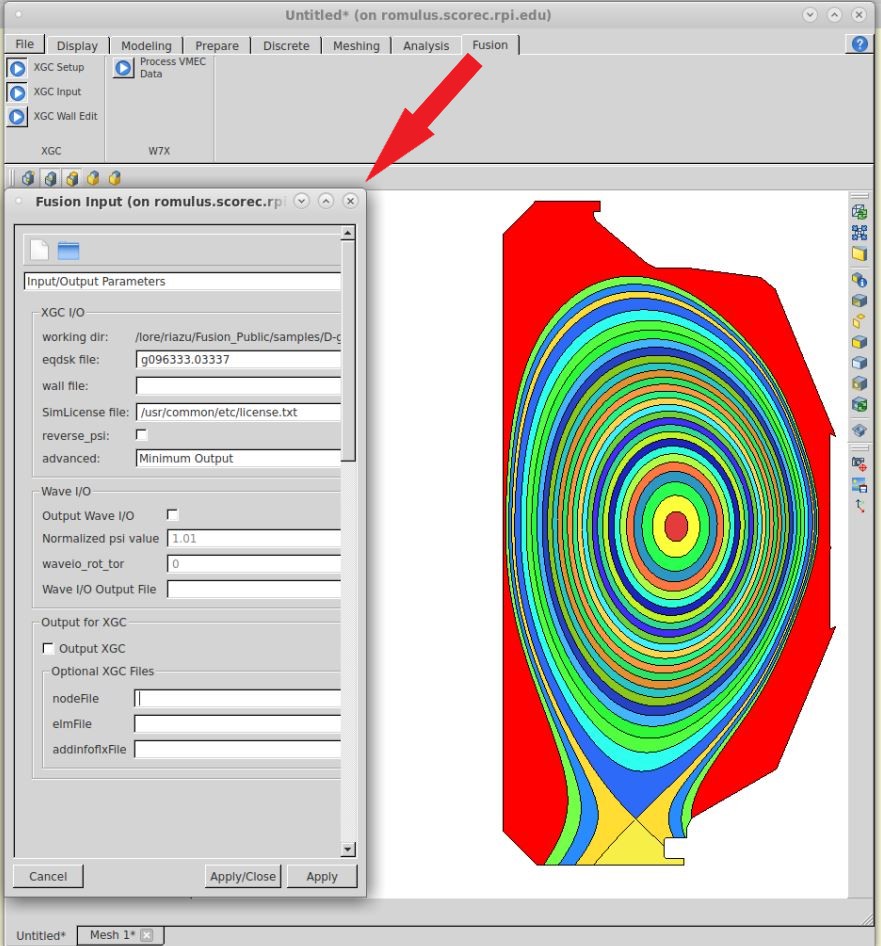 Untitled* (on romulus.scorec.rpi.edu)
File Display Modeling Prepare Discrete Meshing Analysis Fusion ?
XGC Setup
XGC Input
XGC Wall Edit
XGC
Process VMEC
Data
W7X
Fusion Input (on romulus.scorec.rp
Input/Output Parameters
XGC I/O
working dir: /lore/riazu/Fusion_Public/samples/D-g
eqdsk file: g096333.03337
wall file:
SimLicense file: /usr/common/etc/license.txt
reverse_psi:
advanced: Minimum Output
Wave I/O
Output Wave I/O
Normalized psi value 1.01
waveio_rot_tor 0
Wave I/O Output File
Output for XGC
Output XGC
Optional XGC Files
nodeFile
elmFile
addinfoflxFile
Cancel Apply/Close Apply
Untitled* Mesh 1*